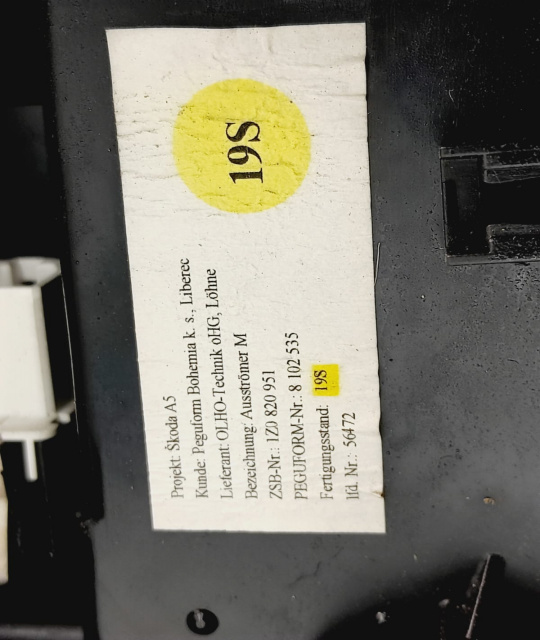 Projekt: Škoda A5
Kunde: Peguform Bohemia k. s., Liberec
Lieferant: OLHO-Technik oHG, Löhne
Bezeichnung: Ausströmer M
ZSB-Nr.: 1Z0 820 951
PEGUFORM-Nr.: 8 102 535
Fertigungsstand: 19S
lfd. Nr.: 56472
19S